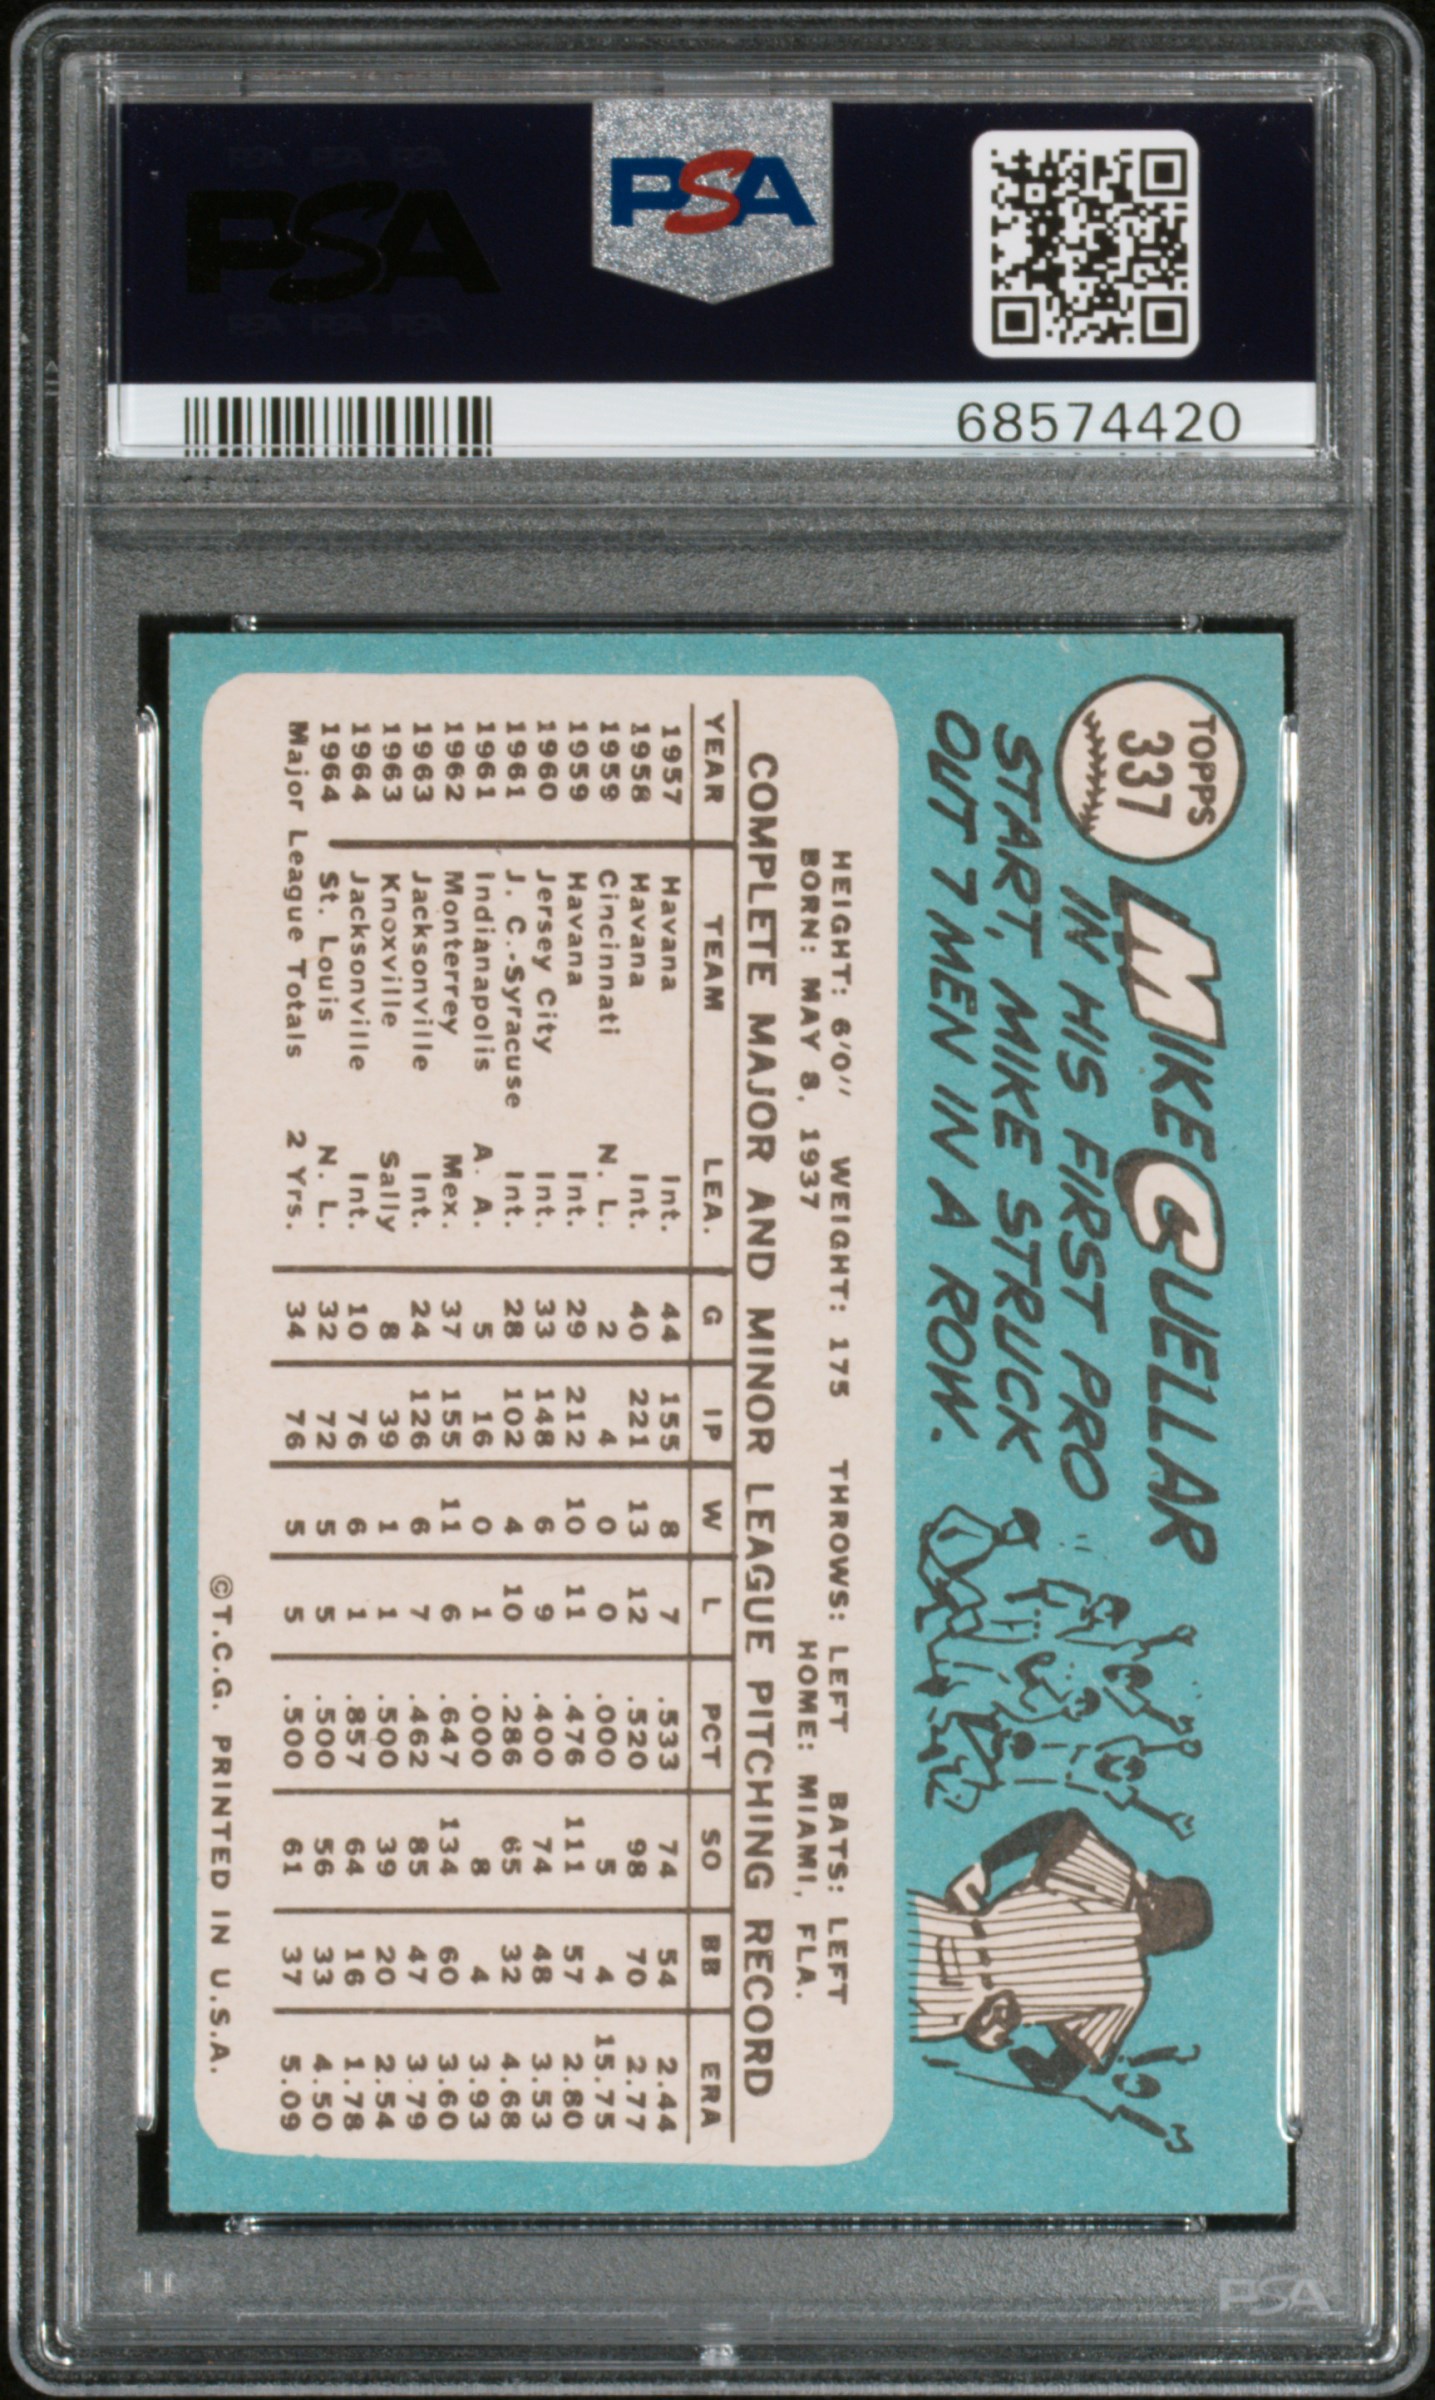 PSA
PSA
68574420
TOPPS
337
MIKE CUELLAR
IN HIS FIRST PRO
START, MIKE STRUCK
OUT 7 MEN IN A ROW.
HEIGHT: 6'0" WEIGHT: 175 THROWS: LEFT BATS: LEFT
BORN: MAY 8, 1937 HOME: MIAMI, FLA.
COMPLETE MAJOR AND MINOR LEAGUE PITCHING RECORD
YEAR TEAM LEA. G IP W L PCT SO BB ERA
1957 Havana Int. 44 155 8 7 .533 74 54 2.44
1958 Havana Int. 40 221 13 12 .520 98 70 2.77
1959 Cincinnati N. L. 2 4 0 0 .000 5 4 15.75
1959 Havana Int. 29 212 10 11 .476 111 57 2.80
1960 Jersey City Int. 33 148 6 9 .400 74 48 3.53
1961 J. C.-Syracuse Int. 28 102 4 10 .286 65 32 4.68
1961 Indianapolis A. A. 5 16 0 1 .000 8 4 3.93
1962 Monterrey Mex. 37 155 11 6 .647 134 60 3.60
1963 Jacksonville Int. 24 126 6 7 .462 85 47 3.79
1963 Knoxville Sally 8 39 1 1 .500 39 20 2.54
1964 Jacksonville Int. 10 76 6 1 .857 64 16 1.78
1964 St. Louis N. L. 32 72 5 5 .500 56 33 4.50
Major League Totals 2 Yrs. 34 76 5 5 .500 61 37 5.09
©T.C.G. PRINTED IN U.S.A.
PSA